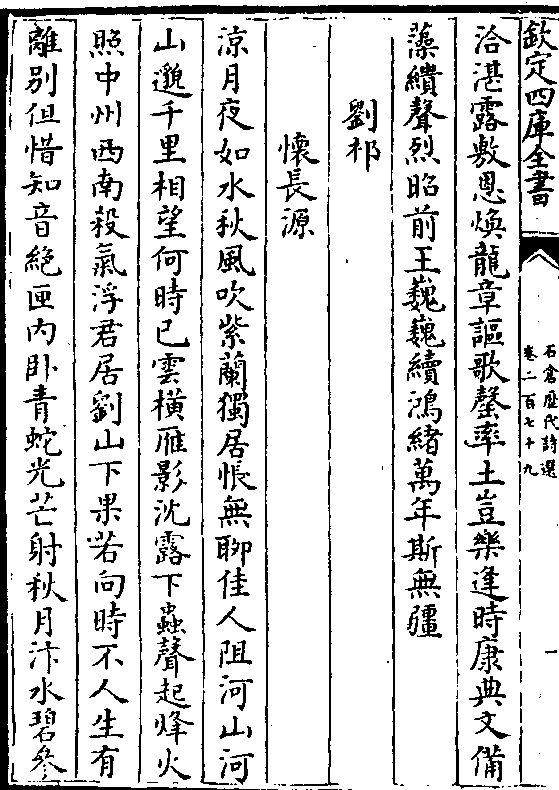 欽定四庫全書
石倉歷代詩選
卷二百七十九
洽湛露敷恩煥龍章謳歌罄率土豈樂逢時康典文備
藻繢聲烈昭前王巍巍續鴻緒萬年斯無疆
劉祁
懷長源
涼月夜如水秋風吹紫蘭獨居悵無聊佳人阻河山河
山邈千里相望何時已雲橫雁影沈露下蟲聲起烽火
照中州西南殺氣浮君居劉山下果若向時不人生有
離別但惜知音絕匣內卧青蛇光芒射秋月汴水碧參